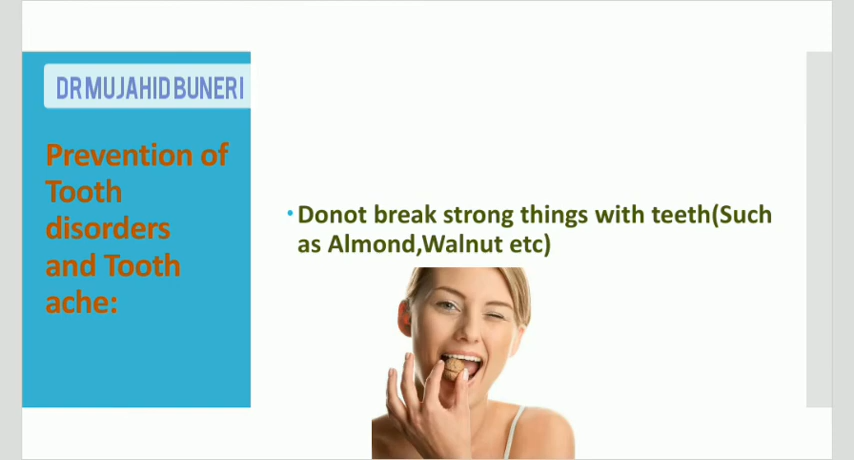 DR MUJAHID BUNERI
Prevention of
Tooth
disorders
and Tooth
ache:
• Donot break strong things with teeth(Such
as Almond,Walnut etc)